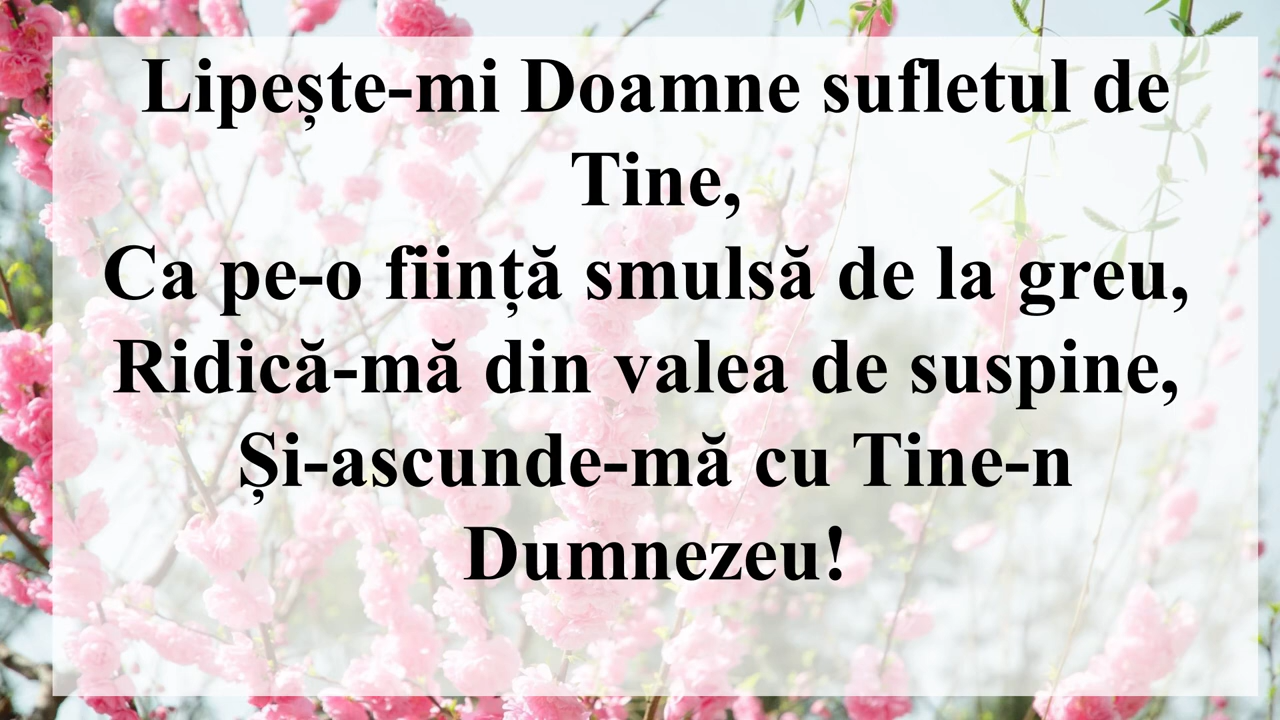 Lipește-mi Doamne sufletul de
Tine,
Ca pe-o ființă smulsă de la greu,
Ridică-mă din valea de suspine,
Și-ascunde-mă cu Tine-n
Dumnezeu!